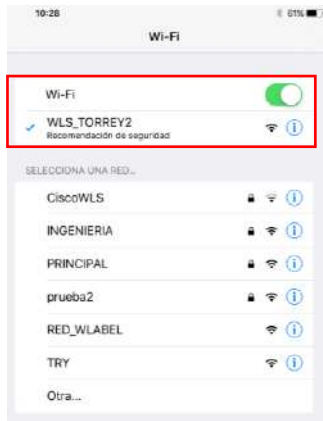 10:28
61%
Wi-Fi
Wi-Fi
WLS_TORREY2
Recomendación de seguridad
SELECCIONA UNA RED...
CiscoWLS
INGENIERIA
PRINCIPAL
prueba2
RED_WLABEL
TRY
Otra...